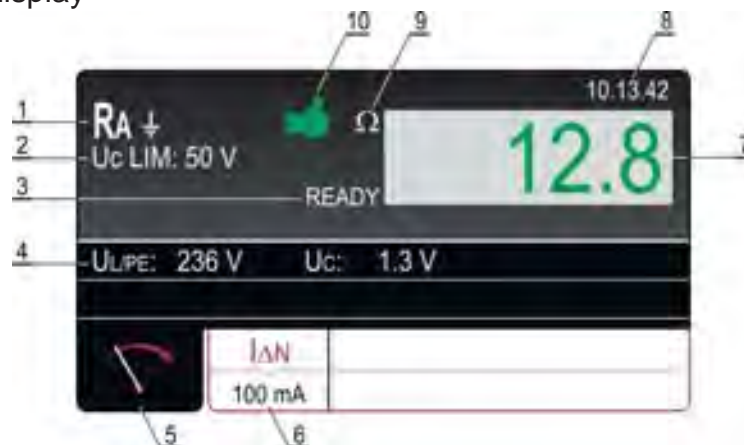 display
10 9 8
10.13.42
1 RA Ω 12.8
2 Uc LIM: 50 V
3 READY
4 UL/PE: 236 V Uc: 1.3 V
IΔN
100 mA
5 6